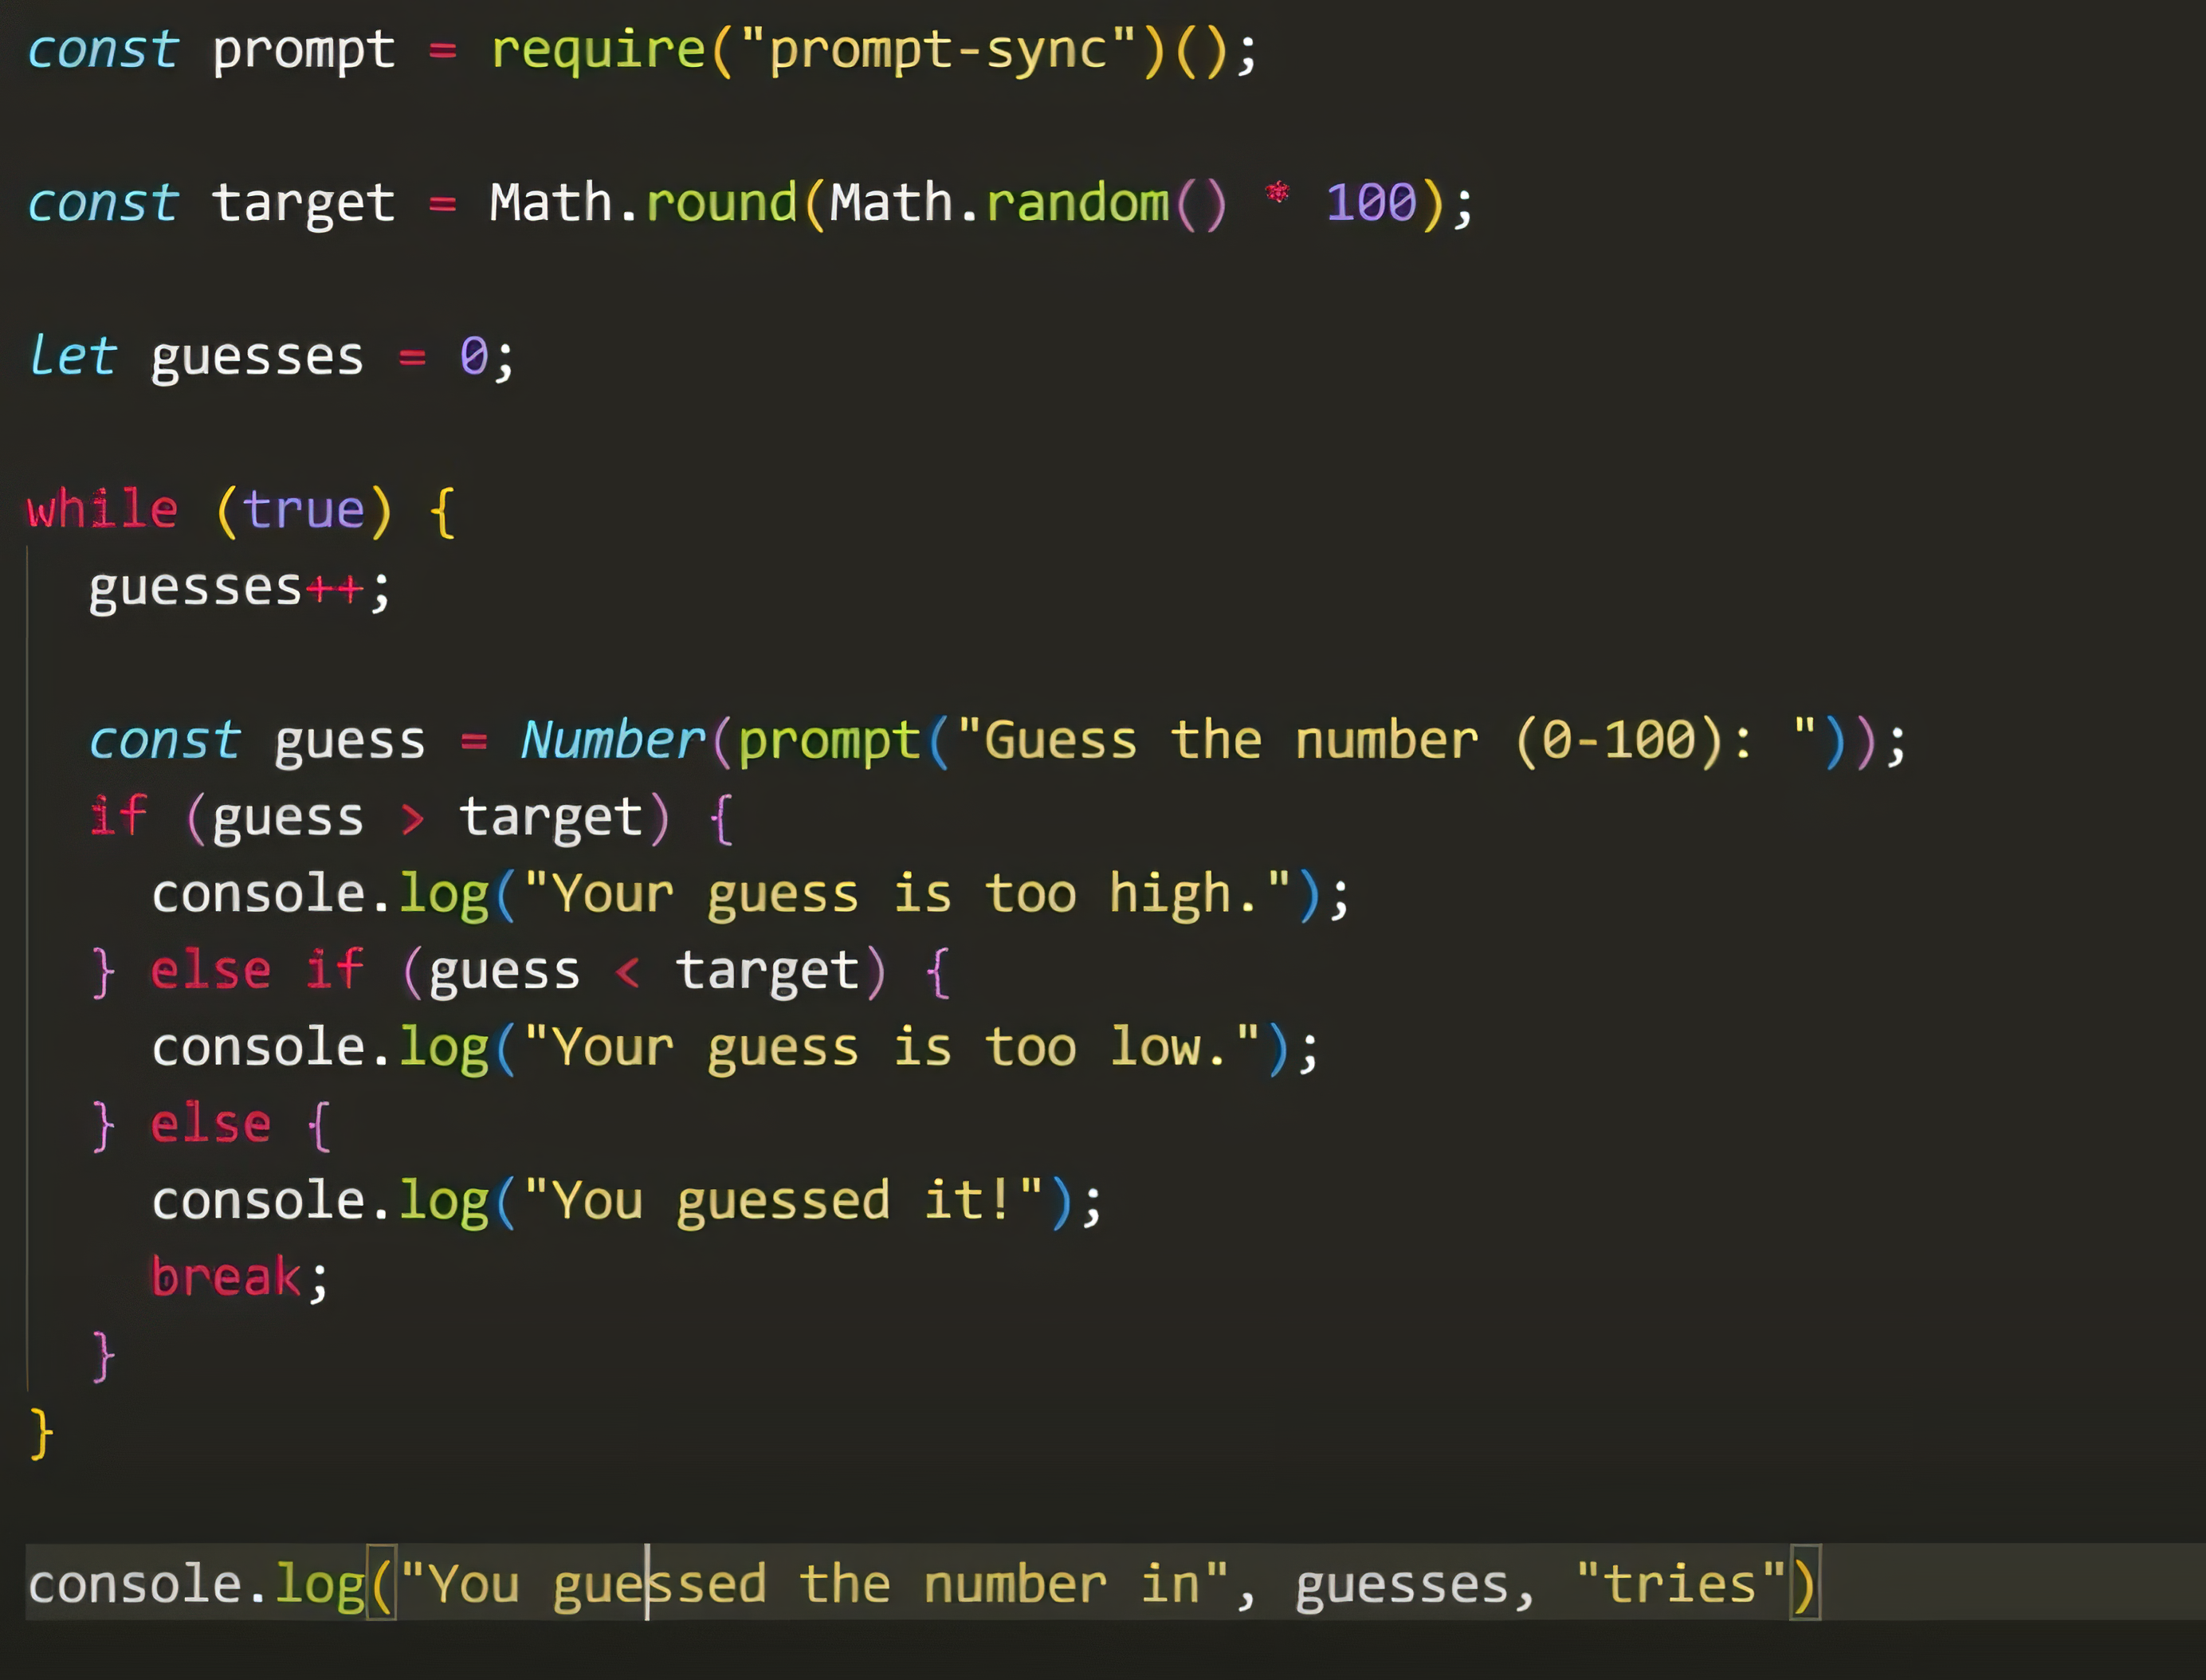 const prompt = require("prompt-sync")();
const target = Math.round(Math.random() * 100);
let guesses = 0;
while (true) {
  guesses++;
  const guess = Number(prompt("Guess the number (0-100): "));
  if (guess > target) {
    console.log("Your guess is too high.");
  } else if (guess < target) {
    console.log("Your guess is too low.");
  } else {
    console.log("You guessed it!");
    break;
  }
}
console.log("You guessed the number in", guesses, "tries")